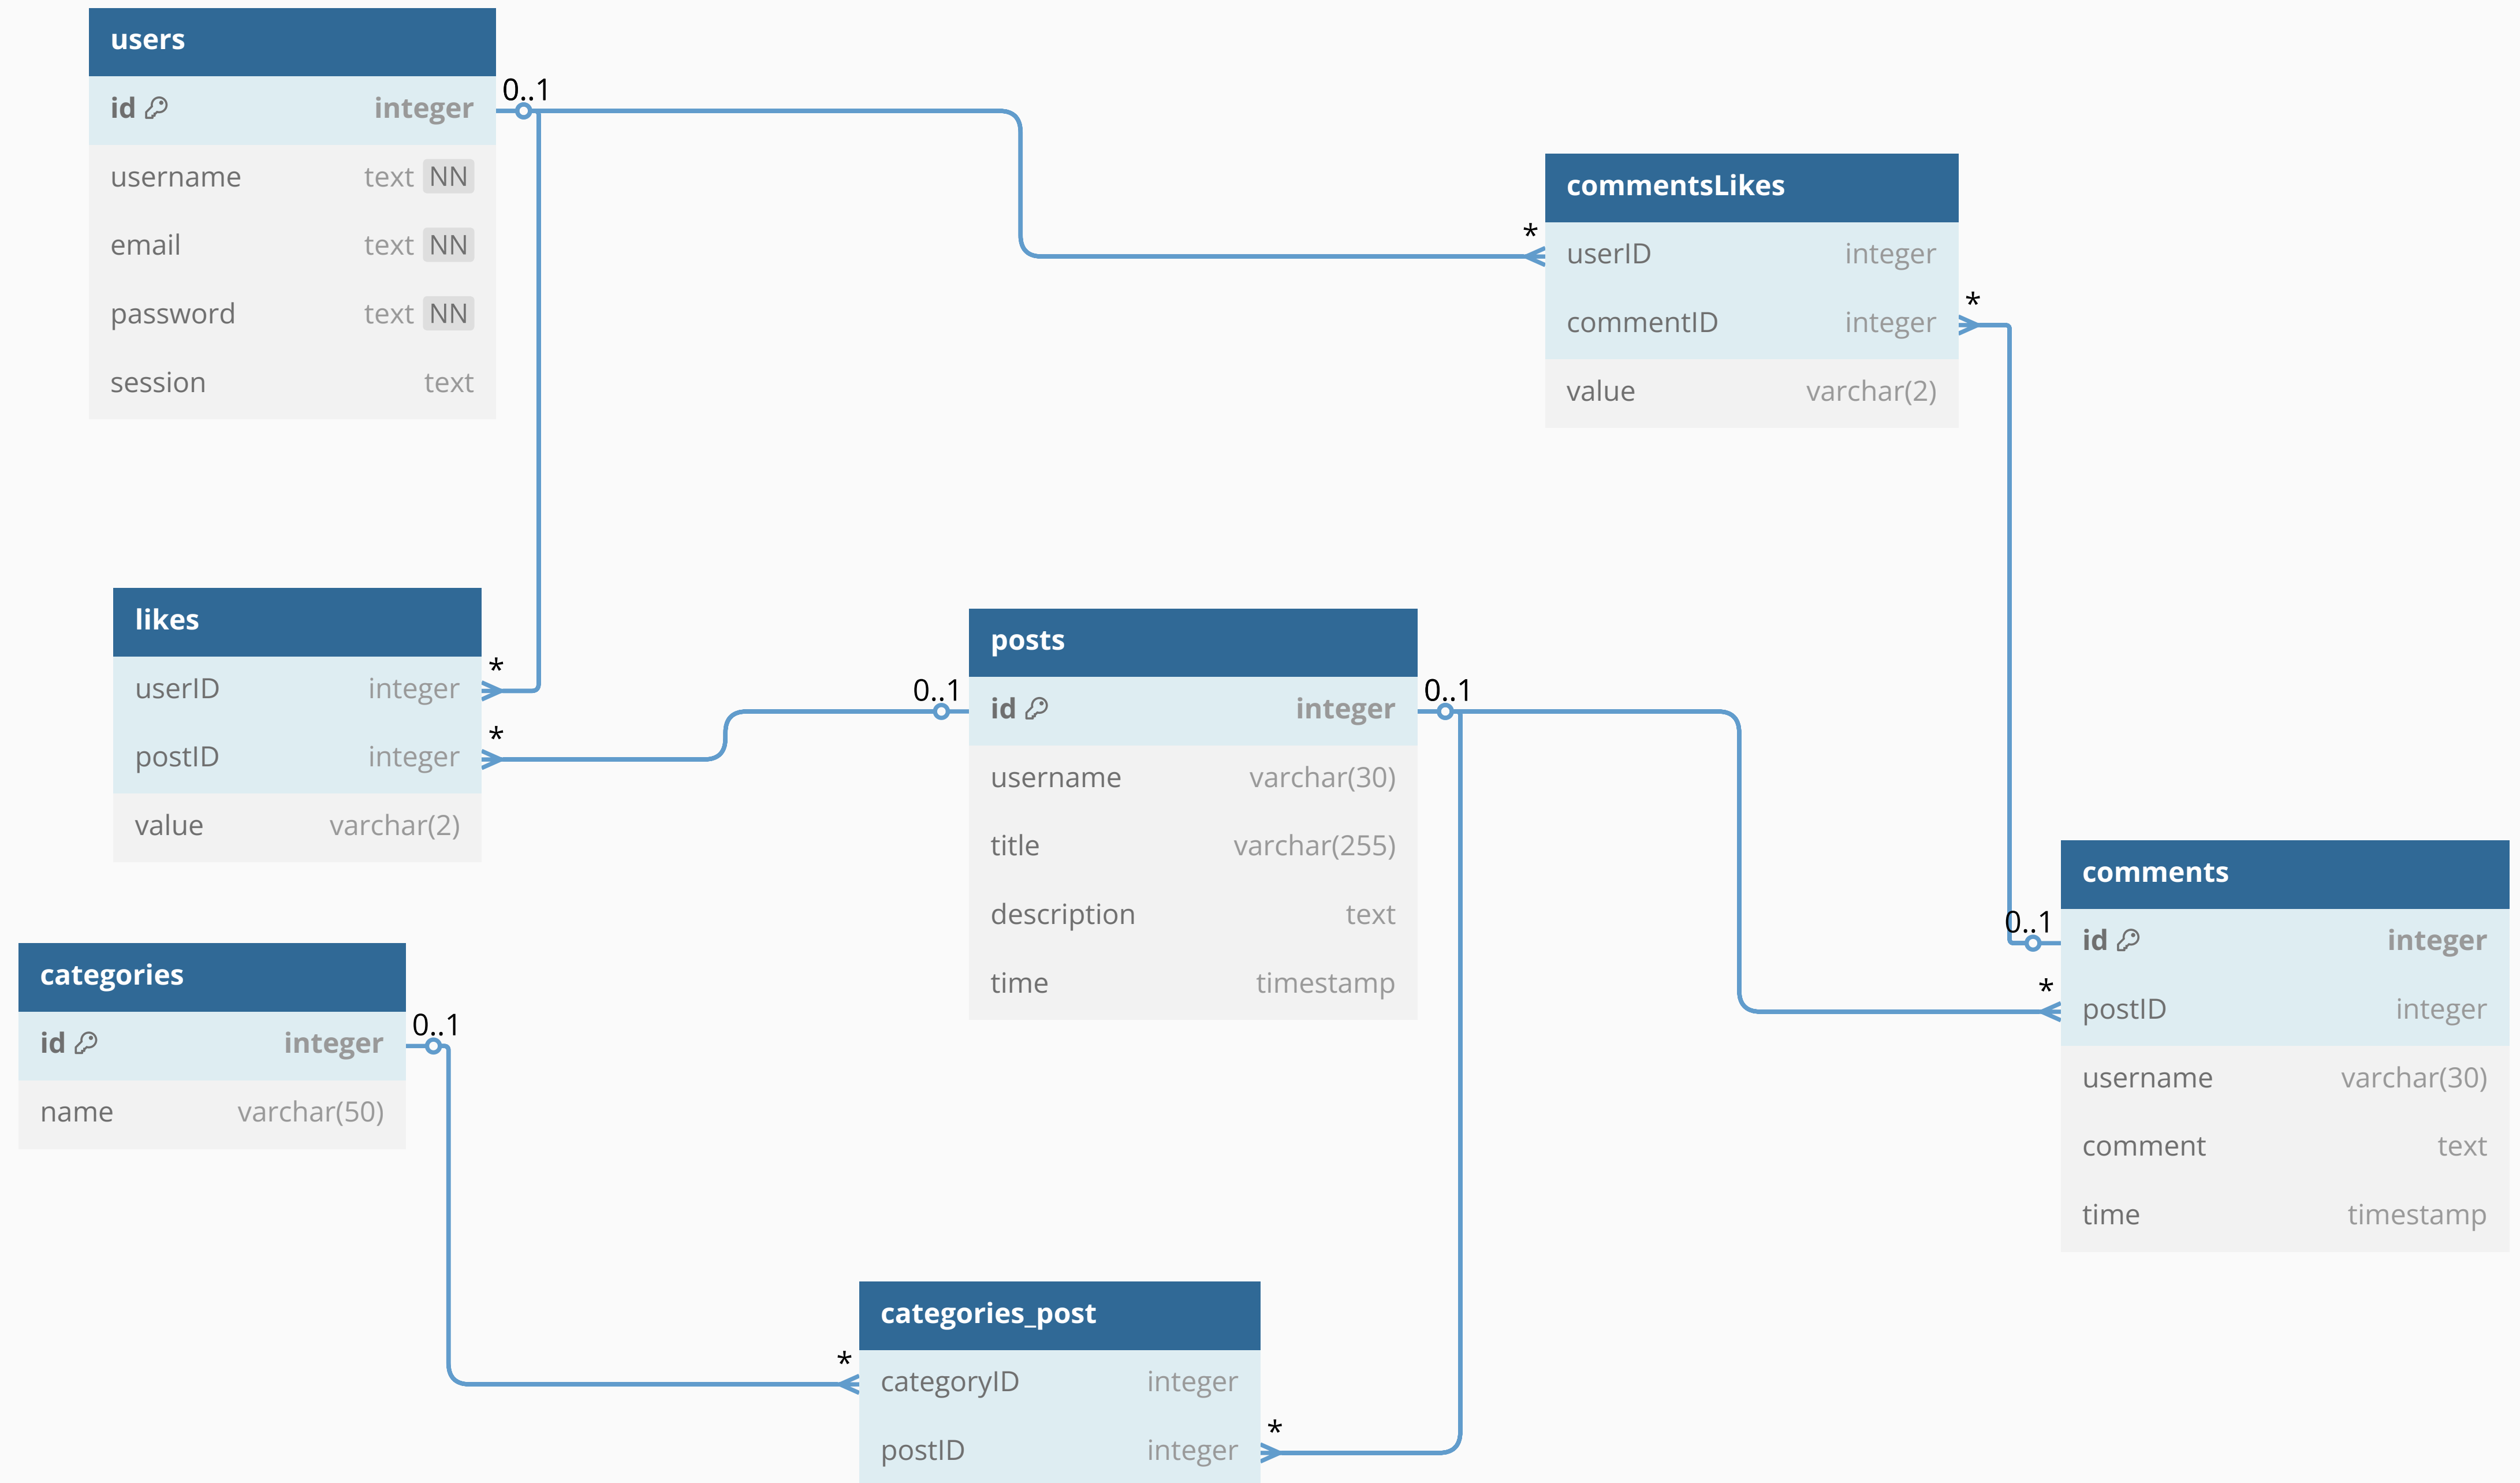 users
id integer
username text NN
email text NN
password text NN
session text
0..1
commentsLikes
* userID integer
commentID integer *
value varchar(2)
likes
userID integer *
postID integer *
value varchar(2)
posts
0..1 id integer 0..1
username varchar(30)
title varchar(255)
description text
time timestamp
comments
0..1 id integer
* postID integer
username varchar(30)
comment text
time timestamp
categories
id integer 0..1
name varchar(50)
categories_post
* categoryID integer
postID integer *